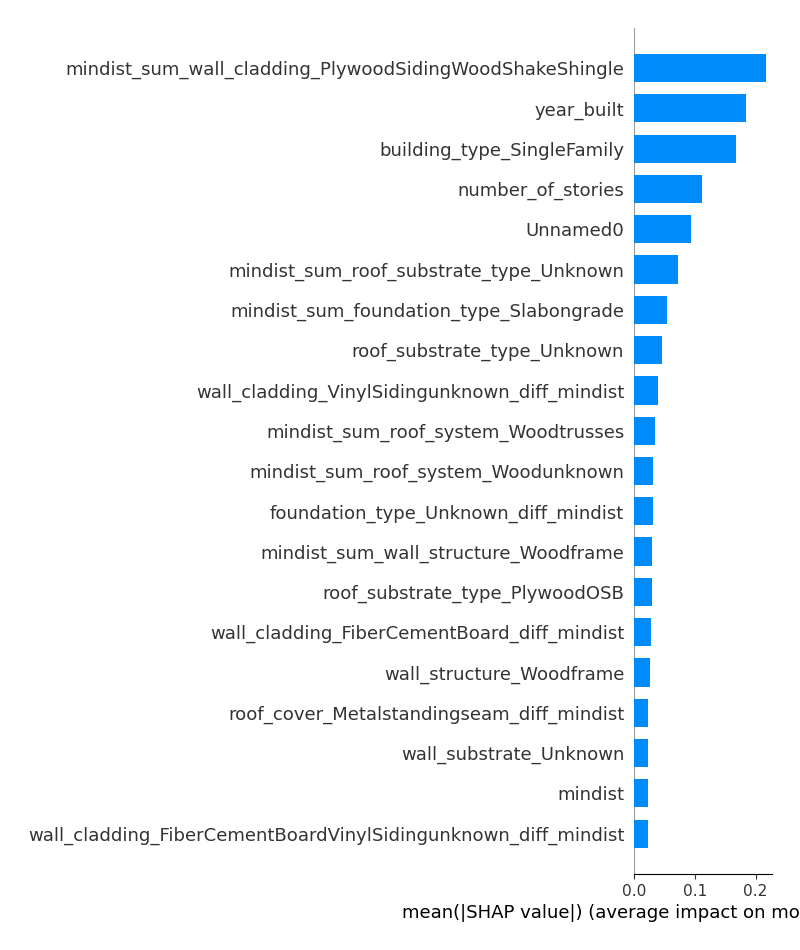 mindist_sum_wall_cladding_PlywoodSidingWoodShakeShingle
year_built
building_type_SingleFamily
number_of_stories
Unnamed0
mindist_sum_roof_substrate_type_Unknown
mindist_sum_foundation_type_Slabongrade
roof_substrate_type_Unknown
wall_cladding_VinylSidingunknown_diff_mindist
mindist_sum_roof_system_Woodtrusses
mindist_sum_roof_system_Woodunknown
foundation_type_Unknown_diff_mindist
mindist_sum_wall_structure_Woodframe
roof_substrate_type_PlywoodOSB
wall_cladding_FiberCementBoard_diff_mindist
wall_structure_Woodframe
roof_cover_Metalstandingseam_diff_mindist
wall_substrate_Unknown
mindist
wall_cladding_FiberCementBoardVinylSidingunknown_diff_mindist
0.0 0.1 0.2
mean(|SHAP value|) (average impact on mo